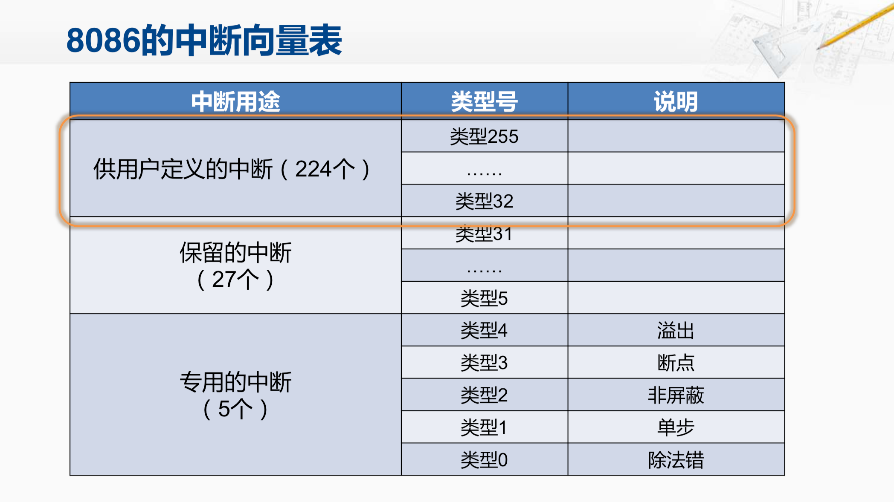 8086的中断向量表
中断用途 类型号 说明
供用户定义的中断（224个）
类型255
……
类型32
保留的中断
（27个）
类型31
……
类型5
专用的中断
（5个）
类型4 溢出
类型3 断点
类型2 非屏蔽
类型1 单步
类型0 除法错